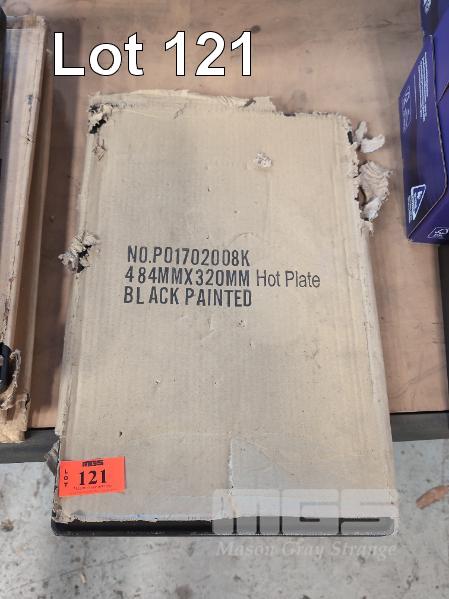 Lot 121
NO.P01702008K
484MMX320MM Hot Plate
BLACK PAINTED
MGS
LOT
121
MGS
Mason Gray Strange